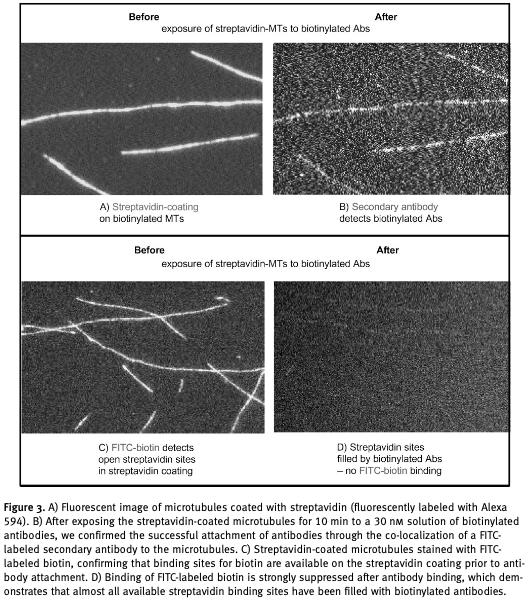 Before
After
exposure of streptavidin-MTs to biotinylated Abs
A) Streptavidin-coating
on biotinylated MTs
B) Secondary antibody
detects biotinylated Abs
Before
After
exposure of streptavidin-MTs to biotinylated Abs
C) FITC-biotin detects
open streptavidin sites
in streptavidin coating
D) Streptavidin sites
filled by biotinylated Abs
– no FITC-biotin binding
Figure 3. A) Fluorescent image of microtubules coated with streptavidin (fluorescently labeled with Alexa
594). B) After exposing the streptavidin-coated microtubules for 10 min to a 30 nM solution of biotinylated
antibodies, we confirmed the successful attachment of antibodies through the co-localization of a FITC-
labeled secondary antibody to the microtubules. C) Streptavidin-coated microtubules stained with FITC-
labeled biotin, confirming that binding sites for biotin are available on the streptavidin coating prior to anti-
body attachment. D) Binding of FITC-labeled biotin is strongly suppressed after antibody binding, which dem-
onstrates that almost all available streptavidin binding sites have been filled with biotinylated antibodies.